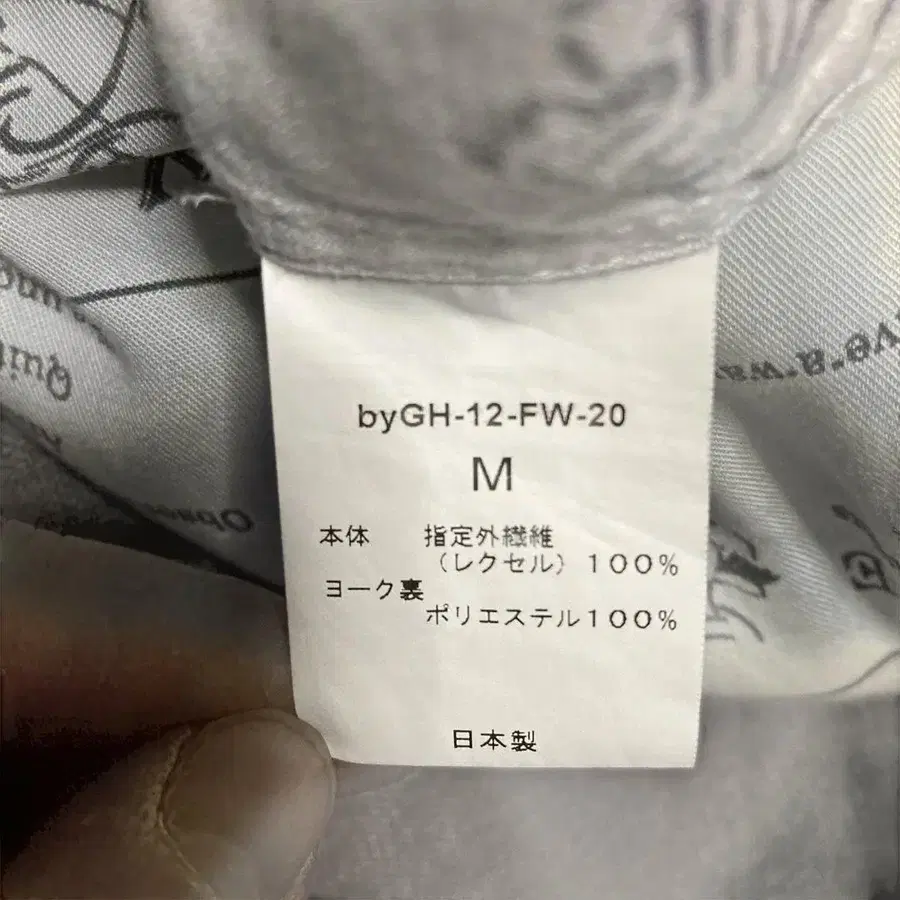 byGH-12-FW-20
M
本体 指定外繊維
（レクセル）100％
ヨーク裏
ポリエステル100％
日本製